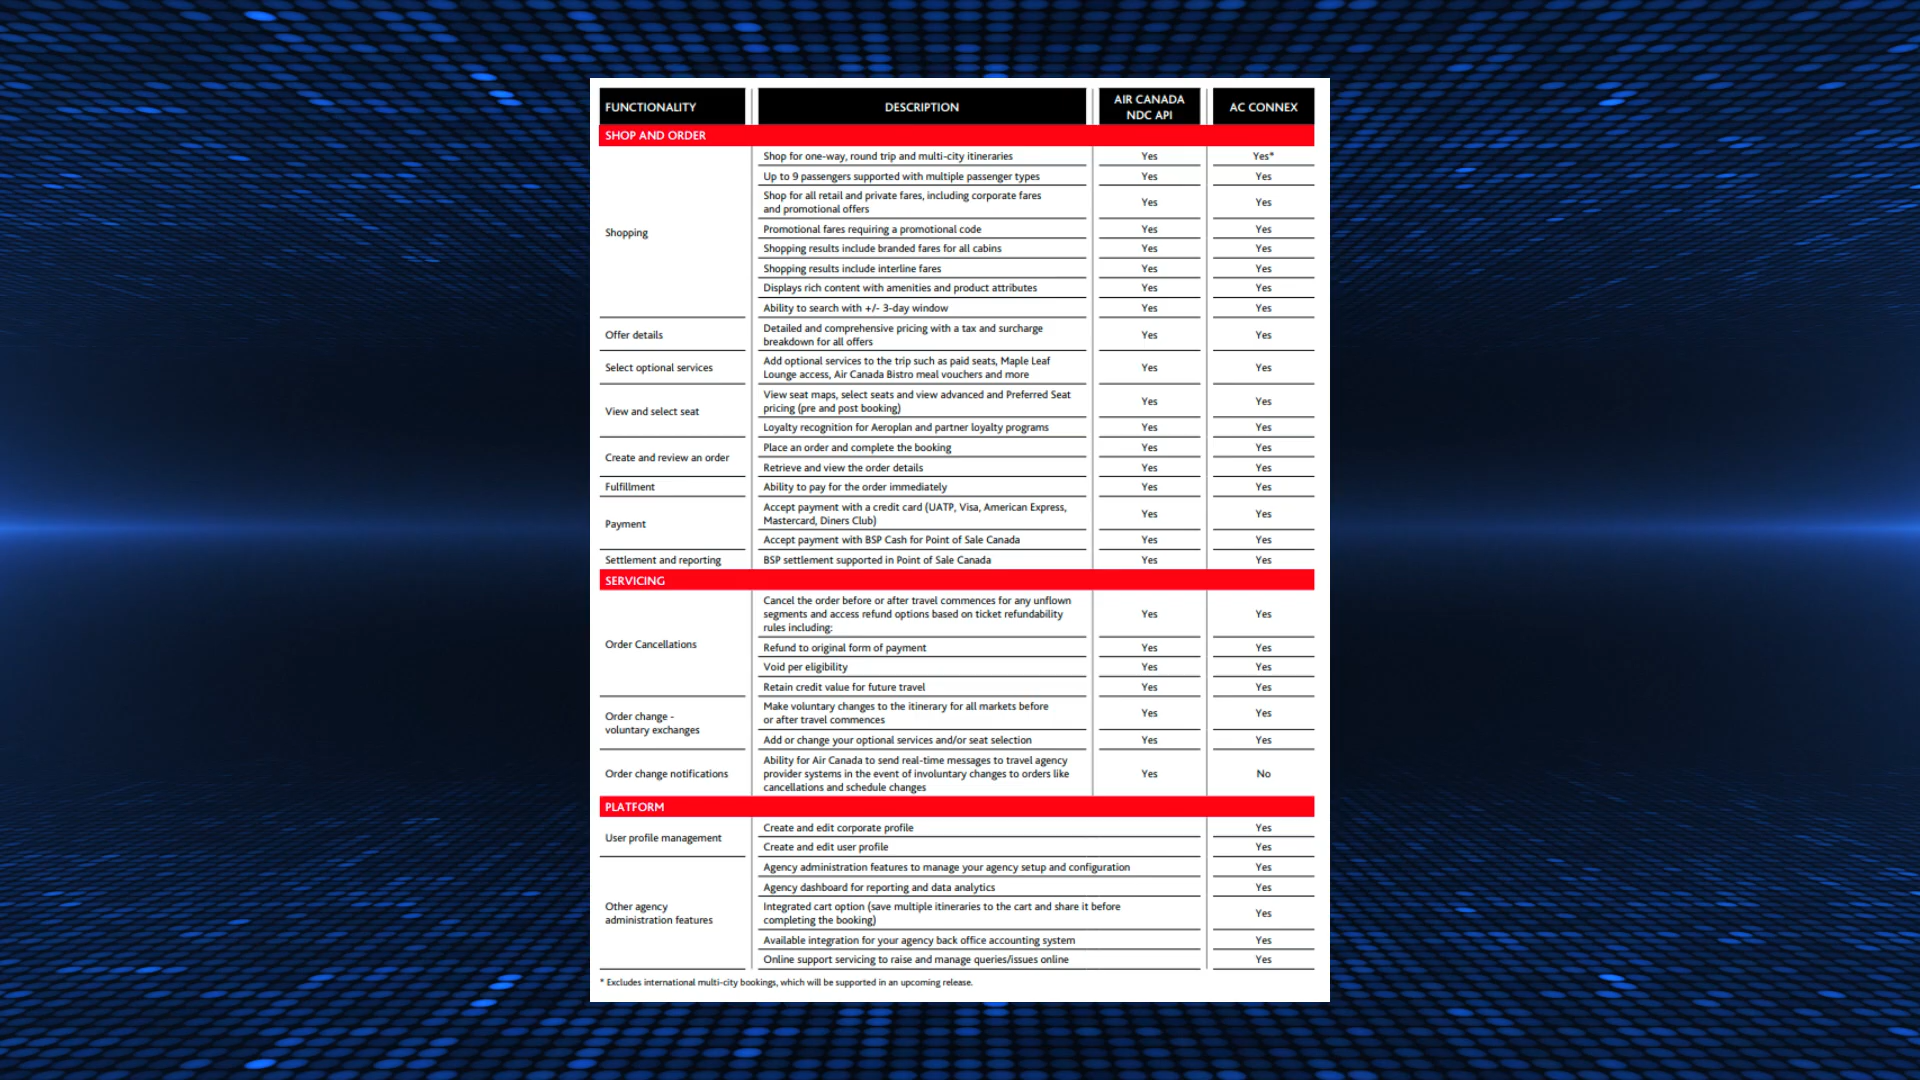 FUNCTIONALITY DESCRIPTION AIR CANADA NDC API AC CONNEX
SHOP AND ORDER
Shopping
Shop for one-way, round trip and multi-city itineraries Yes Yes*
Up to 9 passengers supported with multiple passenger types Yes Yes
Shop for all retail and private fares, including corporate fares
and promotional offers Yes Yes
Promotional fares requiring a promotional code Yes Yes
Shopping results include branded fares for all cabins Yes Yes
Shopping results include interline fares Yes Yes
Displays rich content with amenities and product attributes Yes Yes
Ability to search with +/- 3-day window Yes Yes
Offer details
Detailed and comprehensive pricing with a tax and surcharge
breakdown for all offers Yes Yes
Select optional services
Add optional services to the trip such as paid seats, Maple Leaf
Lounge access, Air Canada Bistro meal vouchers and more Yes Yes
View and select seat
View seat maps, select seats and view advanced and Preferred Seat
pricing (pre and post booking) Yes Yes
Loyalty recognition for Aeroplan and partner loyalty programs Yes Yes
Create and review an order
Place an order and complete the booking Yes Yes
Retrieve and view the order details Yes Yes
Fulfillment
Ability to pay for the order immediately Yes Yes
Payment
Accept payment with a credit card (UATP, Visa, American Express,
Mastercard, Diners Club) Yes Yes
Accept payment with BSP Cash for Point of Sale Canada Yes Yes
Settlement and reporting
BSP settlement supported in Point of Sale Canada Yes Yes
SERVICING
Order Cancellations
Cancel the order before or after travel commences for any unflown
segments and access refund options based on ticket refundability
rules including: Yes Yes
Refund to original form of payment Yes Yes
Void per eligibility Yes Yes
Retain credit value for future travel Yes Yes
Order change -
voluntary exchanges
Make voluntary changes to the itinerary for all markets before
or after travel commences Yes Yes
Add or change your optional services and/or seat selection Yes Yes
Order change notifications
Ability for Air Canada to send real-time messages to travel agency
provider systems in the event of involuntary changes to orders like
cancellations and schedule changes Yes No
PLATFORM
User profile management
Create and edit corporate profile Yes
Create and edit user profile Yes
Other agency
administration features
Agency administration features to manage your agency setup and configuration Yes
Agency dashboard for reporting and data analytics Yes
Integrated cart option (save multiple itineraries to the cart and share it before
completing the booking) Yes
Available integration for your agency back office accounting system Yes
Online support servicing to raise and manage queries/issues online Yes
* Excludes international multi-city bookings, which will be supported in an upcoming release.